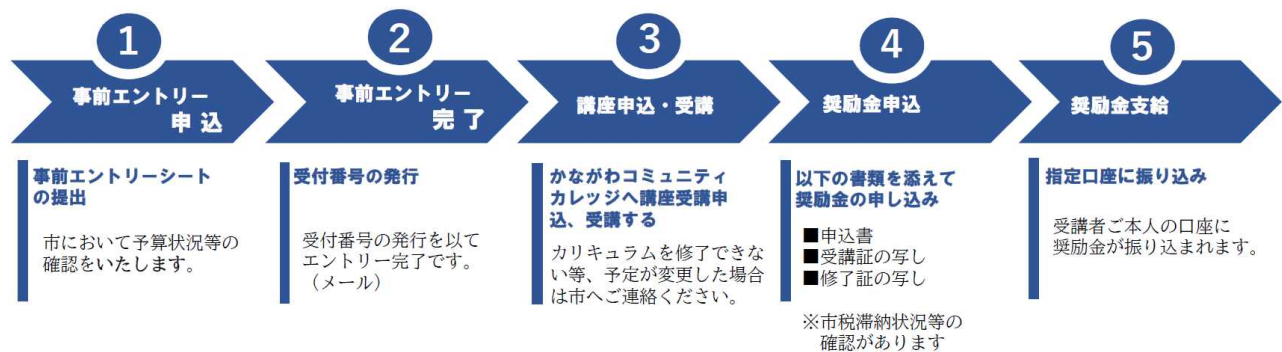 1
事前エントリー
申 込
事前エントリーシート
の提出
市において予算状況等の
確認をいたします。
2
事前エントリー
完 了
受付番号の発行
受付番号の発行を以て
エントリー完了です。
（メール）
3
講座申込・受講
かながわコミュニティ
カレッジへ講座受講申
込、受講する
カリキュラムを修了できな
い等、予定が変更した場合
は市へご連絡ください。
4
奨励金申込
以下の書類を添えて
奨励金の申し込み
■申込書
■受講証の写し
■修了証の写し
※市税滞納状況等の
確認があります
5
奨励金支給
指定口座に振り込み
受講者ご本人の口座に
奨励金が振り込まれます。